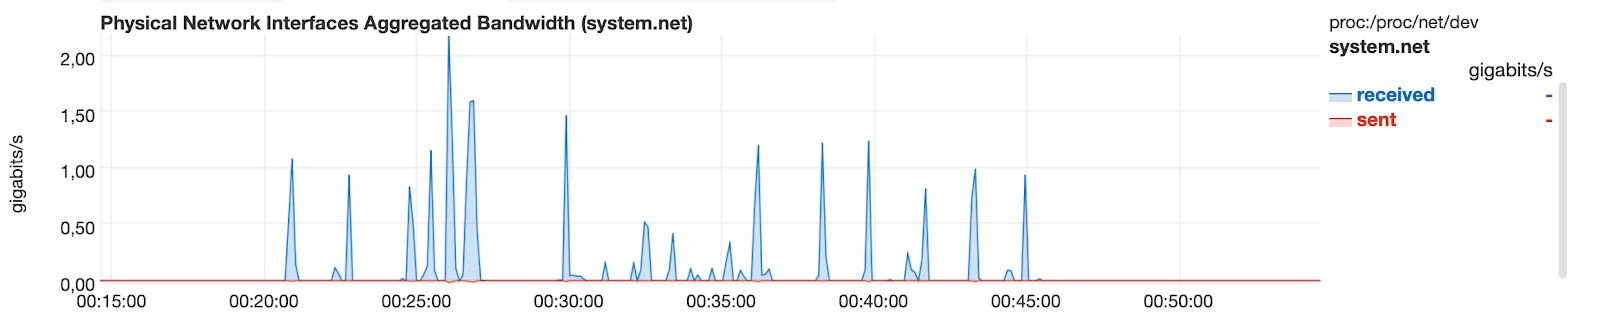 Physical Network Interfaces Aggregated Bandwidth (system.net)
proc:/proc/net/dev
system.net
gigabits/s
received -
sent -
gigabits/s
2,00
1,50
1,00
0,50
0,00
00:15:00 00:20:00 00:25:00 00:30:00 00:35:00 00:40:00 00:45:00 00:50:00